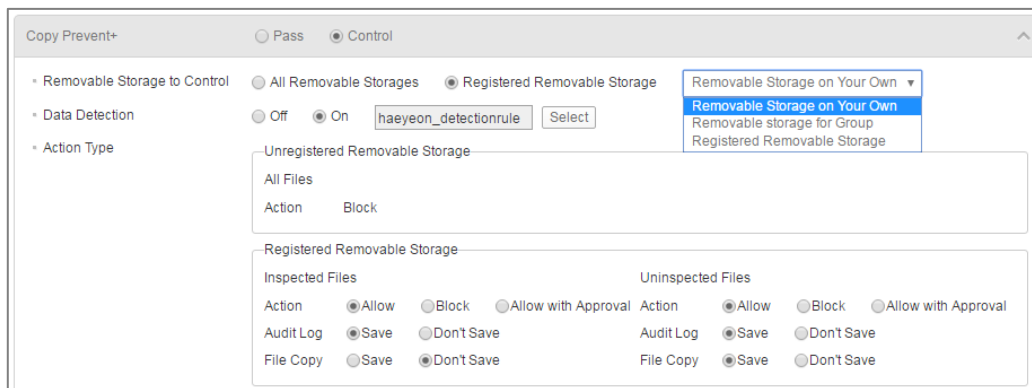 Copy Prevent+ Pass Control
Removable Storage to Control All Removable Storages Registered Removable Storage Removable Storage on Your Own
Removable Storage on Your Own
Removable storage for Group
Registered Removable Storage
Data Detection Off On haeyeon_detectionrule Select
Action Type
Unregistered Removable Storage
All Files
Action Block
Registered Removable Storage
Inspected Files Uninspected Files
Action Allow Block Allow with Approval Action Allow Block Allow with Approval
Audit Log Save Don't Save Audit Log Save Don't Save
File Copy Save Don't Save File Copy Save Don't Save